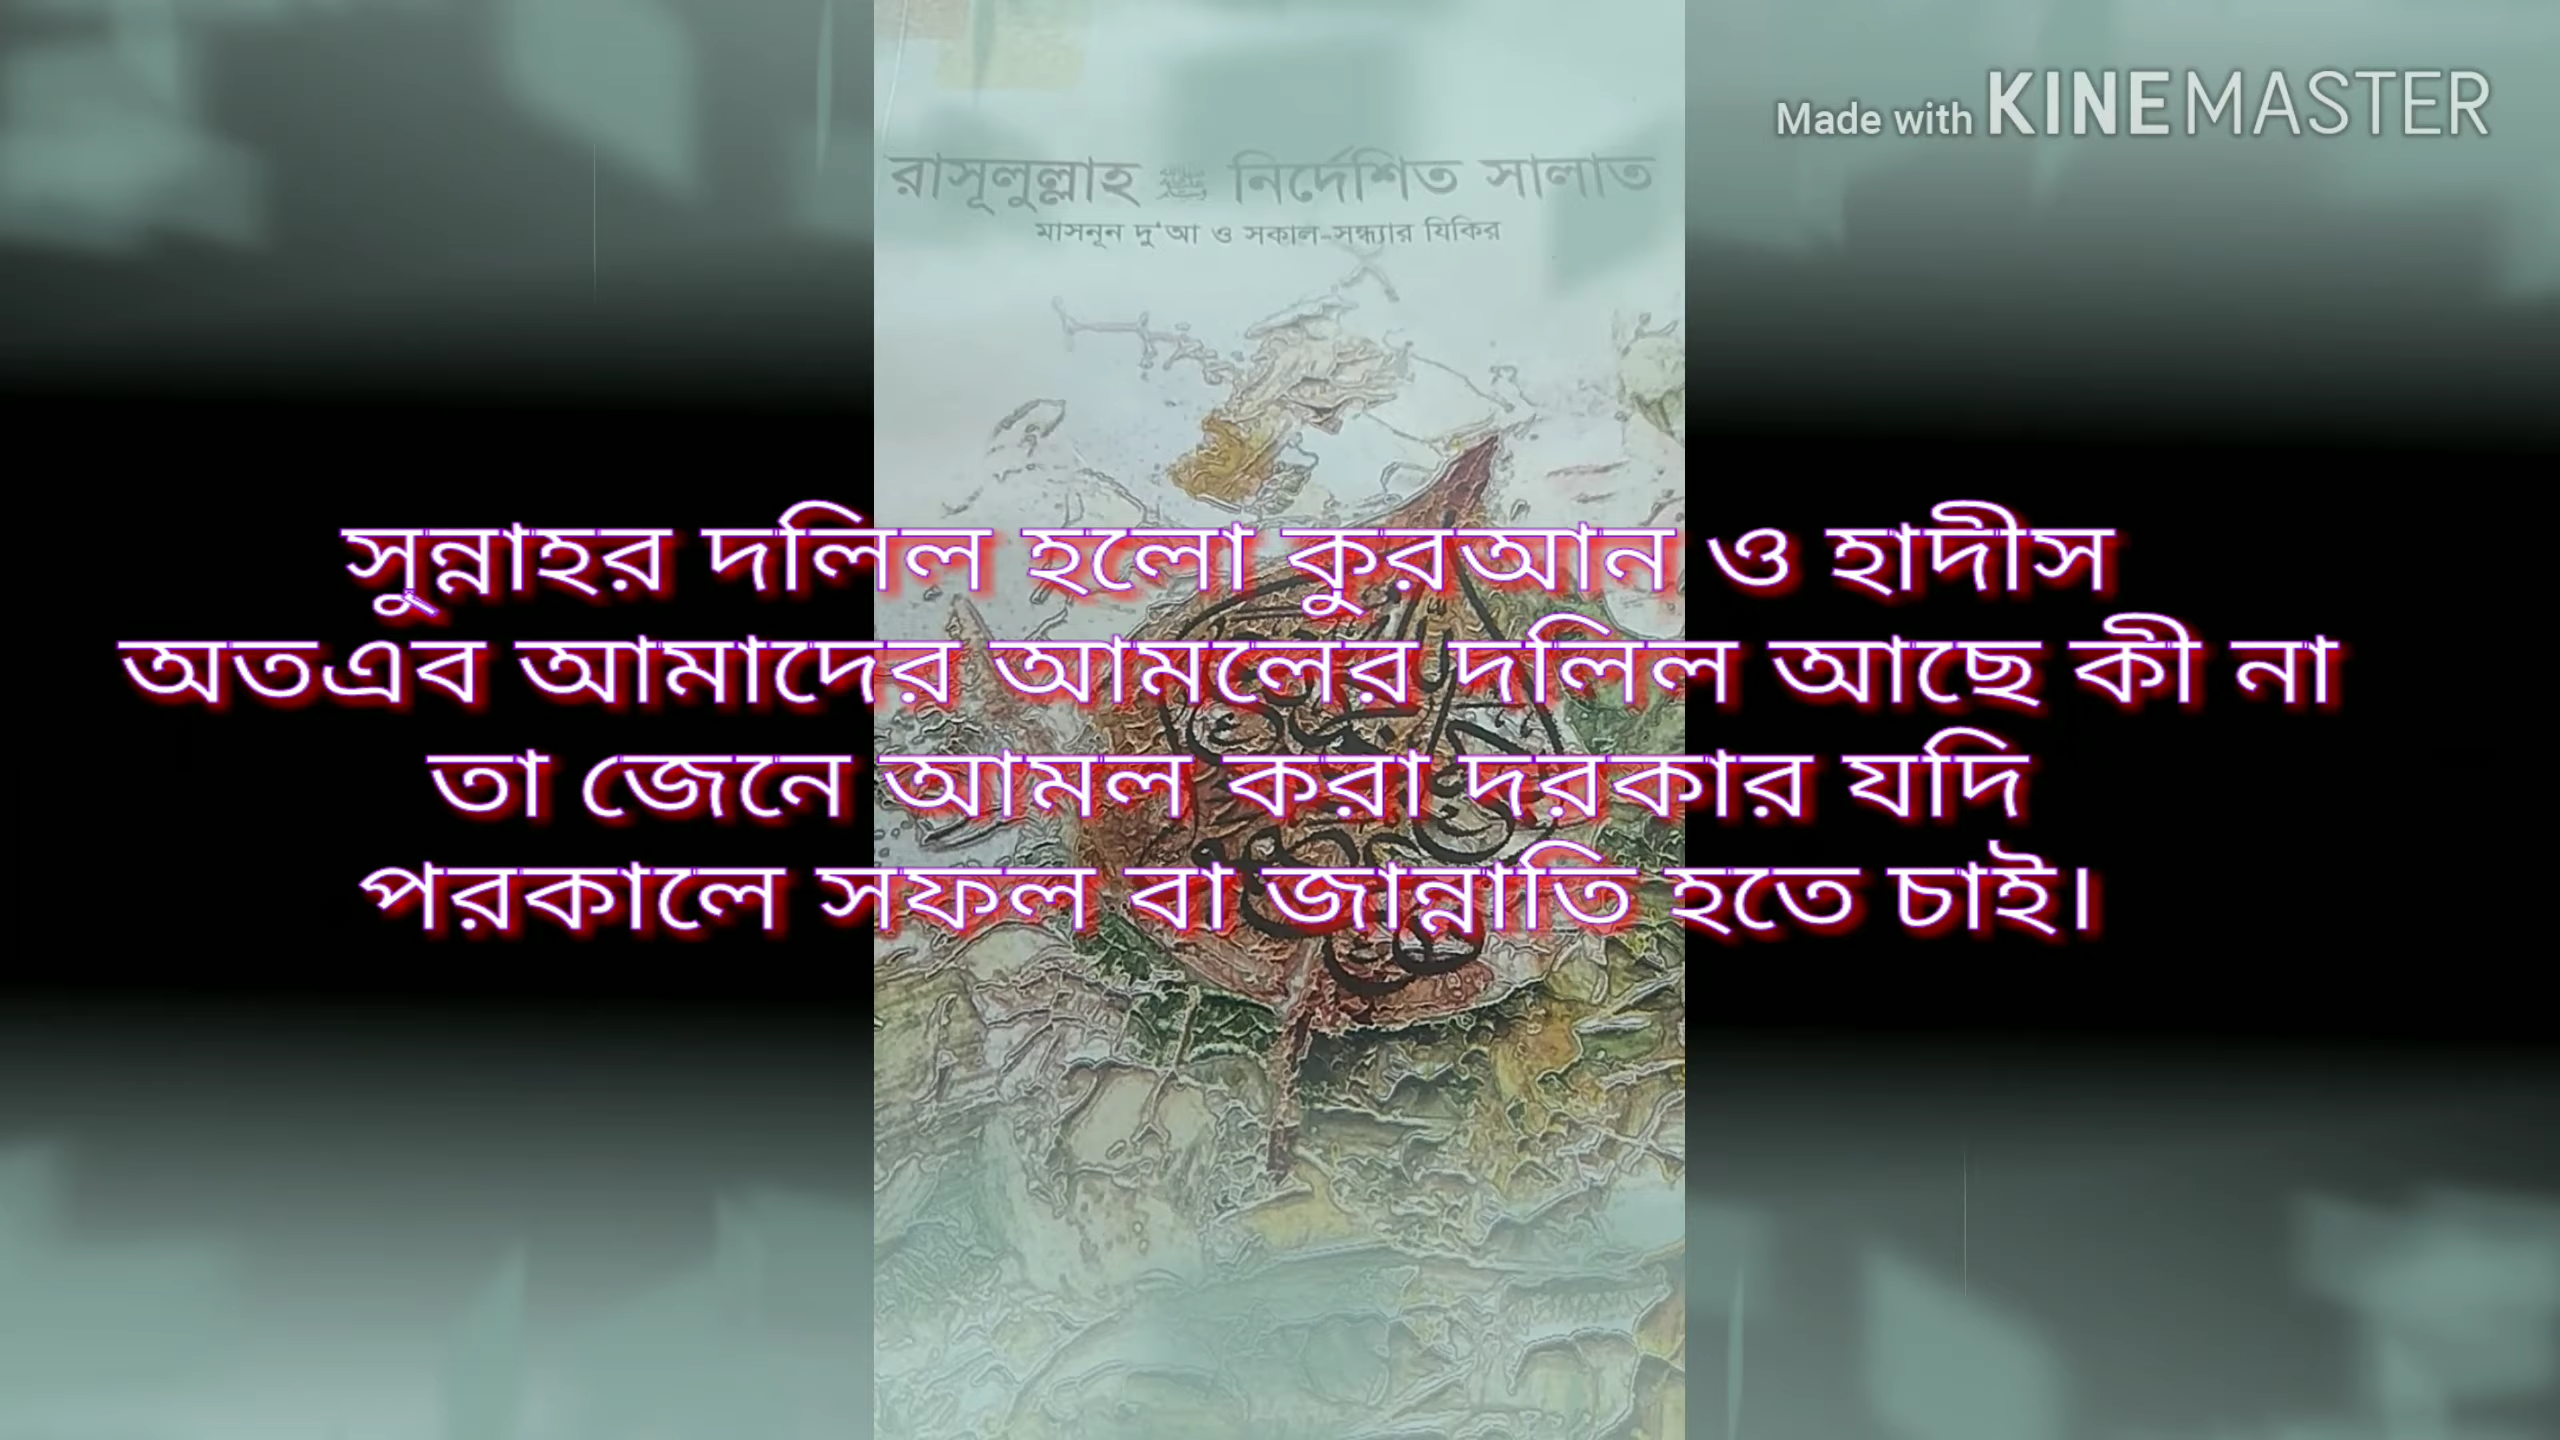 Made with KINEMASTER
রাসূলুল্লাহ ﷺ নির্দেশিত সালাত
মাসনূন দু'আ ও সকাল-সন্ধ্যার যিকির
সুন্নাহর দলিল হলো কুরআন ও হাদীস
অতএব আমাদের আমলের দলিল আছে কী না
তা জেনে আমল করা দরকার যদি
পরকালে সফল বা জান্নাতি হতে চাই।